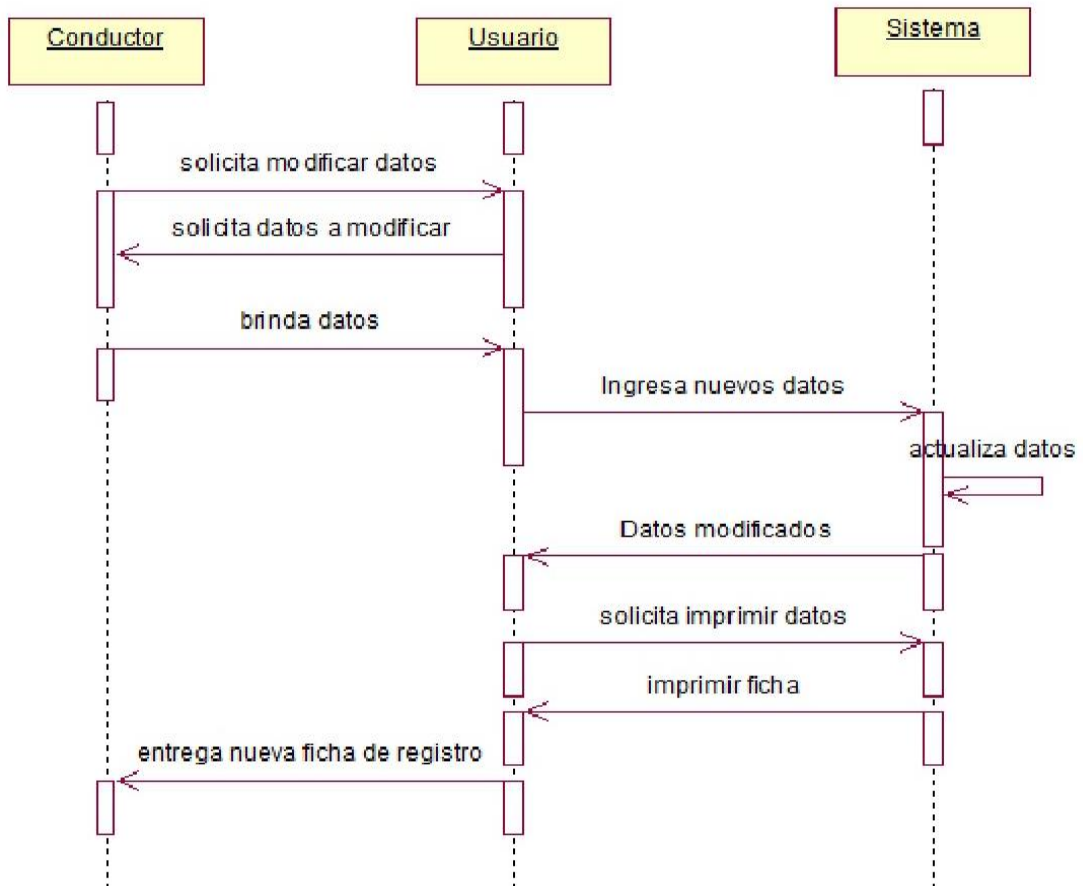 Conductor
Usuario
Sistema
solicita modificar datos
solicita datos a modificar
brinda datos
Ingresa nuevos datos
actualiza datos
Datos modificados
solicita imprimir datos
imprimir ficha
entrega nueva ficha de registro